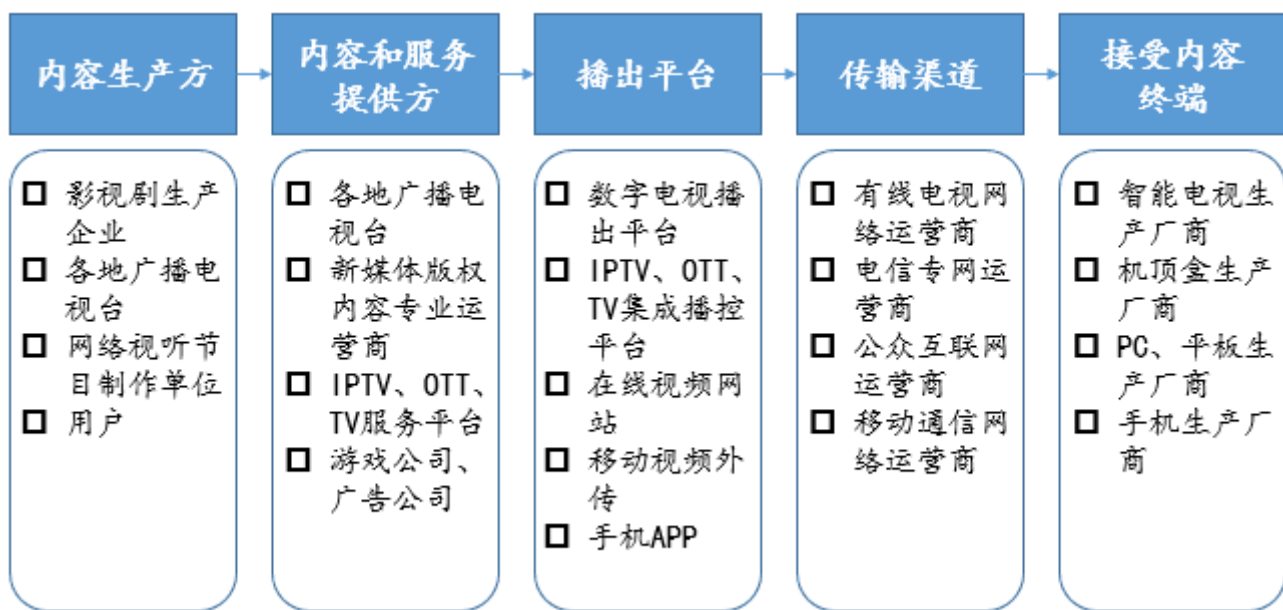 内容生产方
内容和服务
提供方
播出平台
传输渠道
接受内容
终端
影视剧生产
企业
各地广播电
视台
网络视听节
目制作单位
用户
各地广播电
视台
新媒体版权
内容专业运
营商
IPTV、OTT、
TV服务平台
游戏公司、
广告公司
数字电视播
出平台
IPTV、OTT、
TV集成播控
平台
在线视频网
站
移动视频外
传
手机APP
有线电视网
络运营商
电信专网运
营商
公众互联网
运营商
移动通信网
络运营商
智能电视生
产厂商
机顶盒生产
厂商
PC、平板生
产厂商
手机生产厂
商